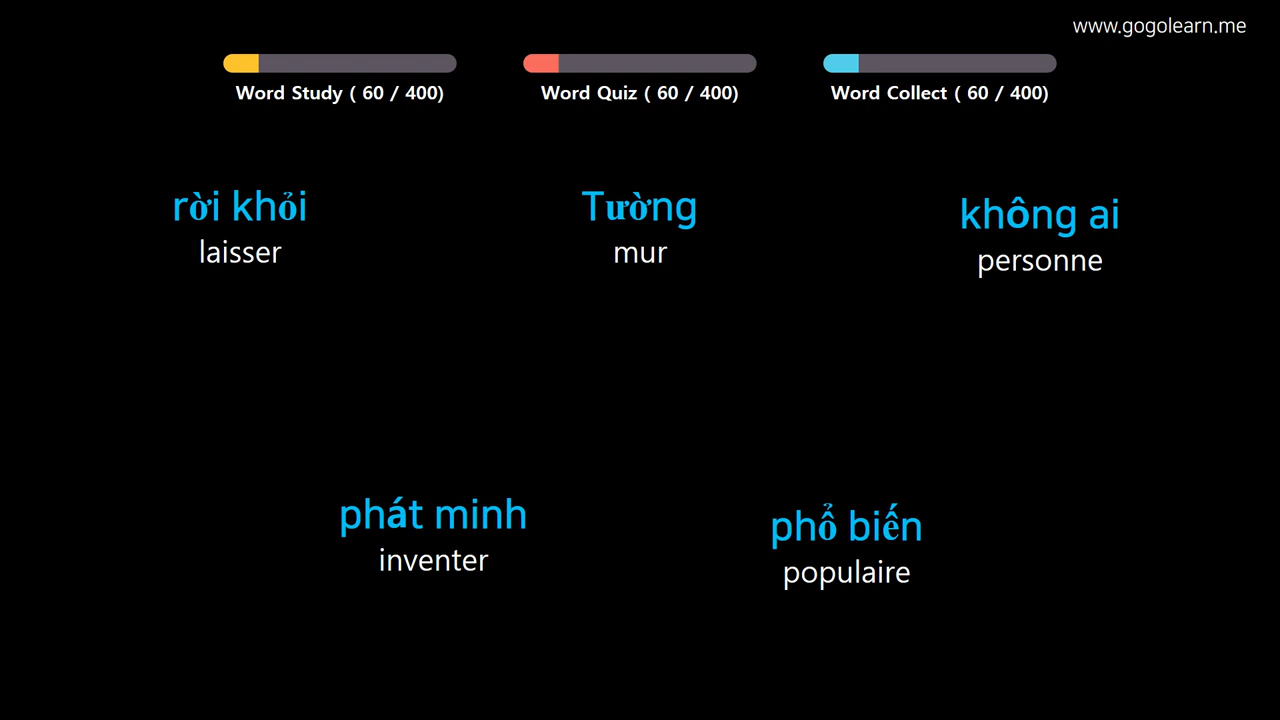 www.gogolearn.me
Word Study ( 60 / 400)
Word Quiz ( 60 / 400)
Word Collect ( 60 / 400)
rời khỏi
laisser
Tường
mur
không ai
personne
phát minh
inventer
phổ biến
populaire